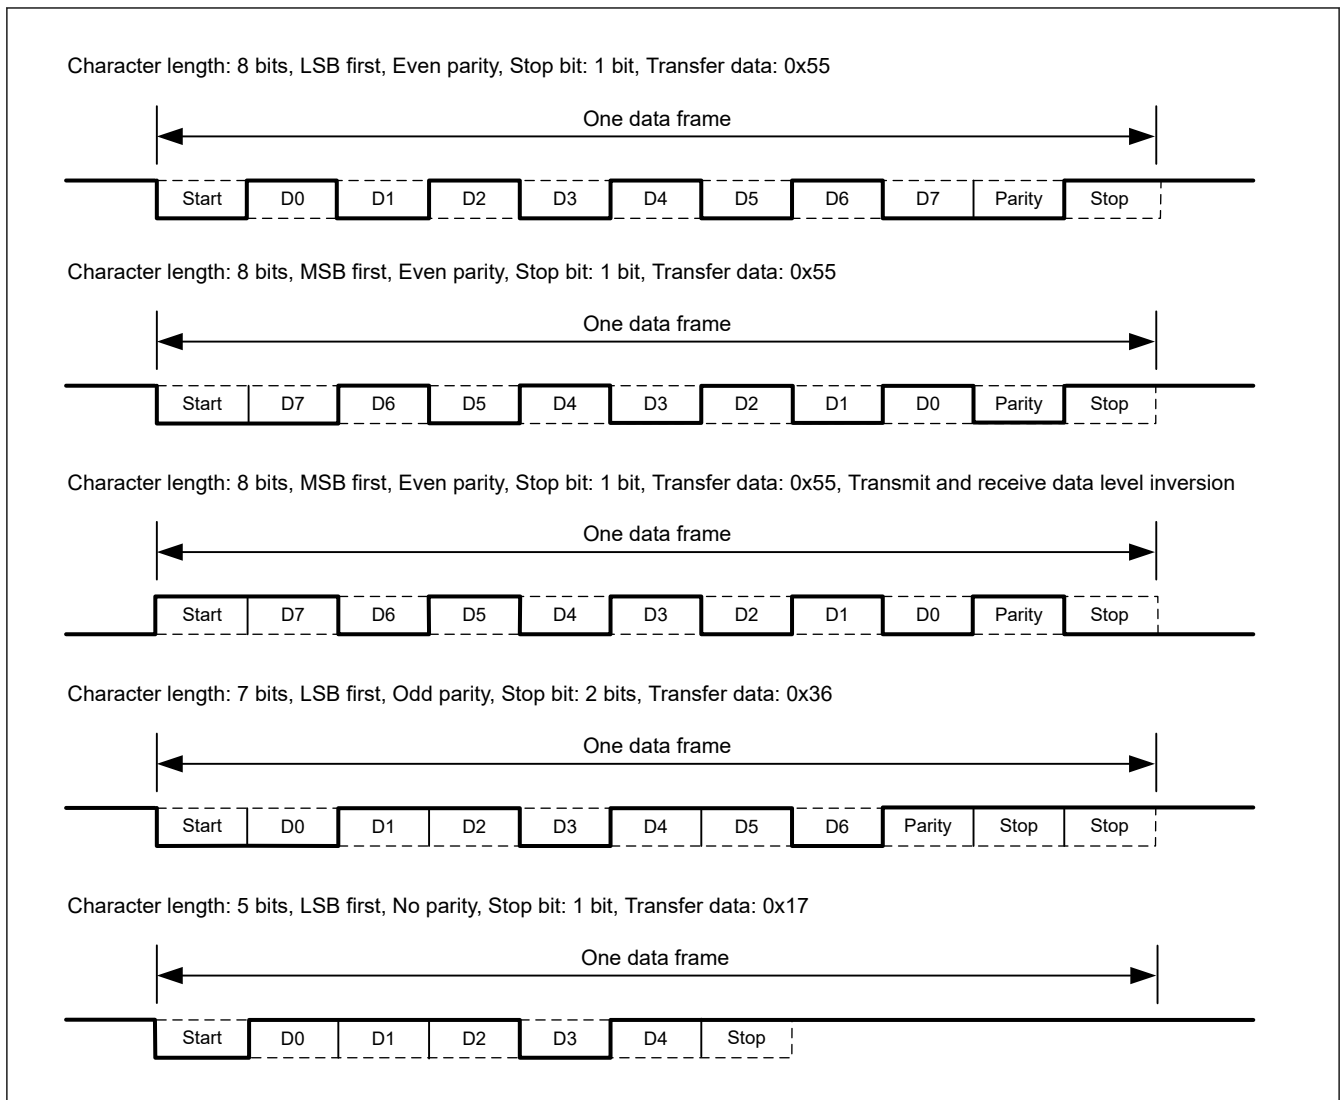 Character length: 8 bits, LSB first, Even parity, Stop bit: 1 bit, Transfer data: 0x55
One data frame
Start D0 D1 D2 D3 D4 D5 D6 D7 Parity Stop
Character length: 8 bits, MSB first, Even parity, Stop bit: 1 bit, Transfer data: 0x55
One data frame
Start D7 D6 D5 D4 D3 D2 D1 D0 Parity Stop
Character length: 8 bits, MSB first, Even parity, Stop bit: 1 bit, Transfer data: 0x55, Transmit and receive data level inversion
One data frame
Start D7 D6 D5 D4 D3 D2 D1 D0 Parity Stop
Character length: 7 bits, LSB first, Odd parity, Stop bit: 2 bits, Transfer data: 0x36
One data frame
Start D0 D1 D2 D3 D4 D5 D6 Parity Stop Stop
Character length: 5 bits, LSB first, No parity, Stop bit: 1 bit, Transfer data: 0x17
One data frame
Start D0 D1 D2 D3 D4 Stop